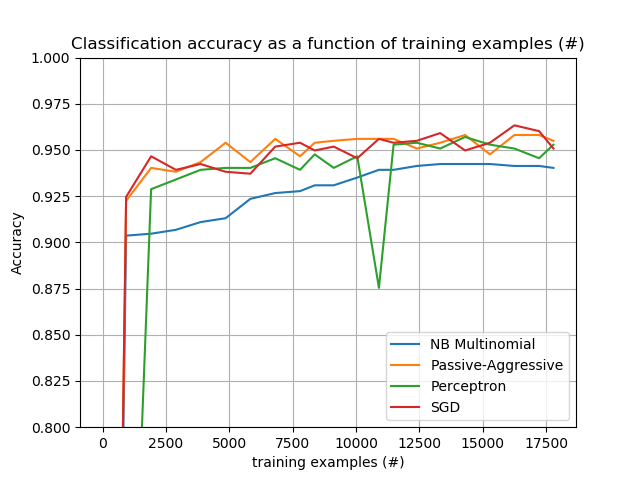 Classification accuracy as a function of training examples (#)
1.000
0.975
0.950
0.925
0.900
0.875
0.850
0.825
0.800
Accuracy
NB Multinomial
Passive-Aggressive
Perceptron
SGD
0 2500 5000 7500 10000 12500 15000 17500
training examples (#)